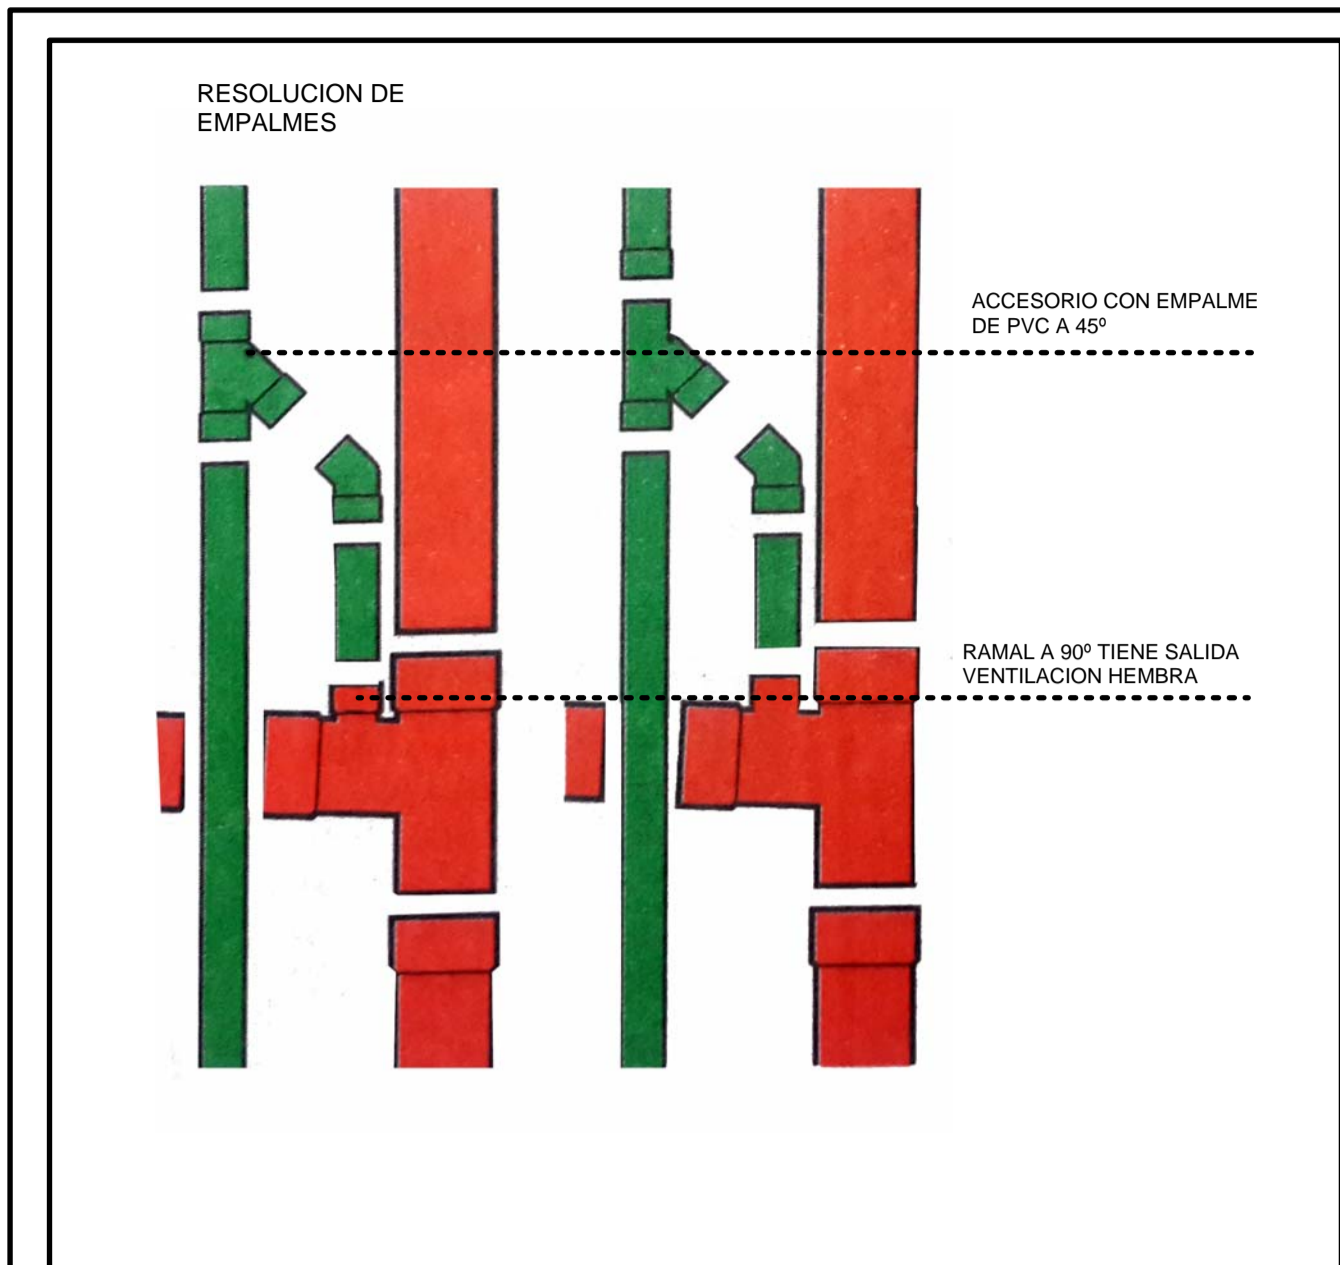 RESOLUCION DE
EMPALMES
ACCESORIO CON EMPALME
DE PVC A 45º
RAMAL A 90º TIENE SALIDA
VENTILACION HEMBRA